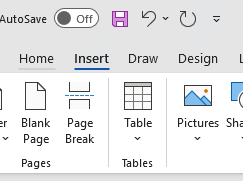 AutoSave Off
Home Insert Draw Design
Blank Page Table Pictures
Page Break
Pages Tables